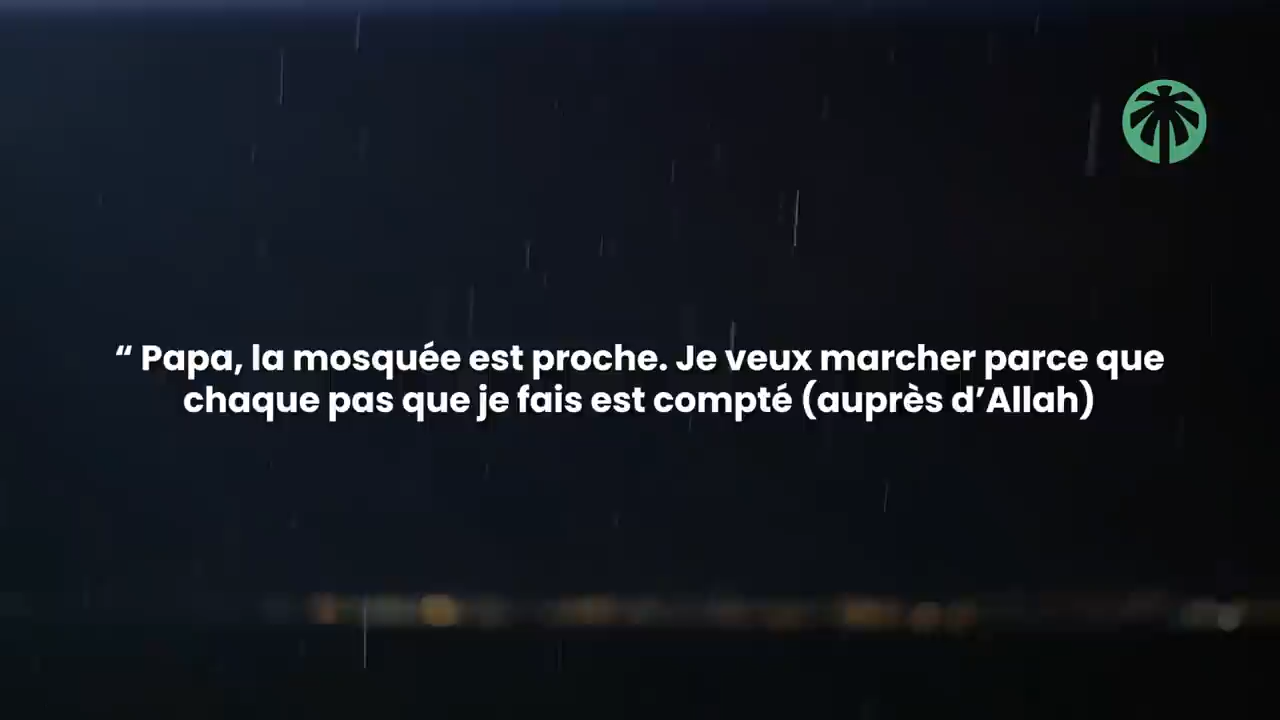 “ Papa, la mosquée est proche. Je veux marcher parce que
chaque pas que je fais est compté (auprès d’Allah)